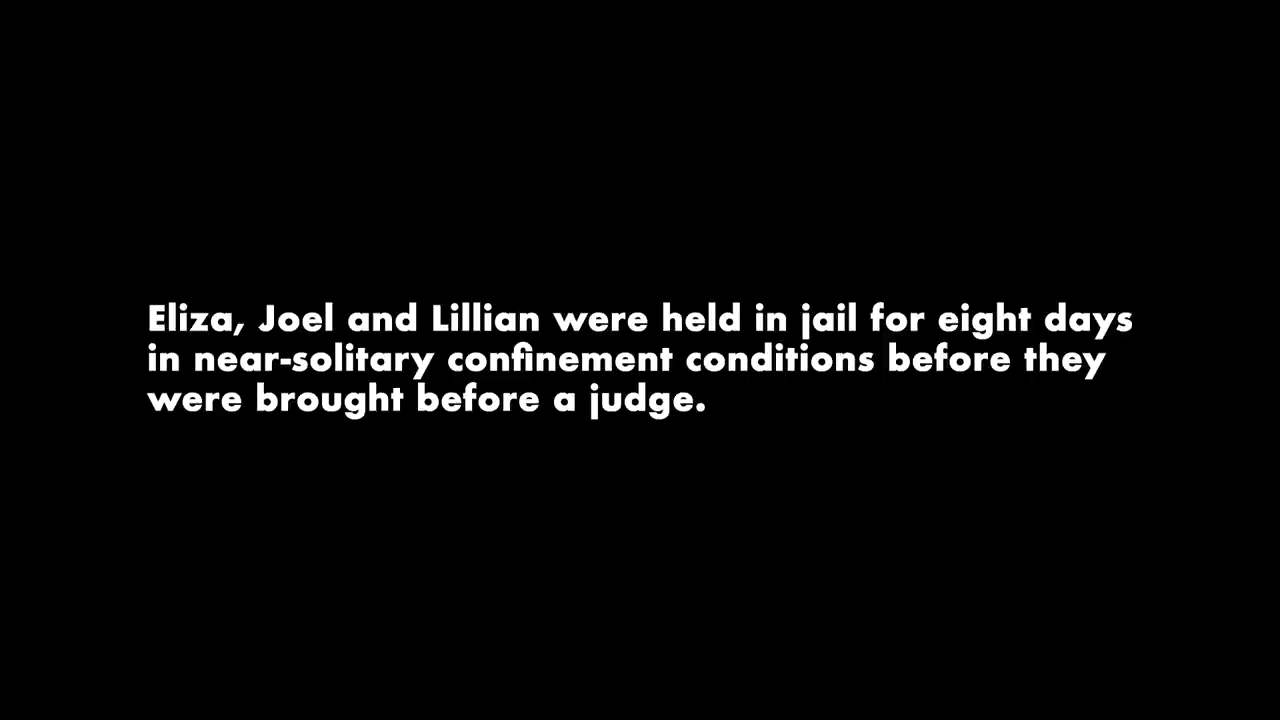 Eliza, Joel and Lillian were held in jail for eight days
in near-solitary confinement conditions before they
were brought before a judge.